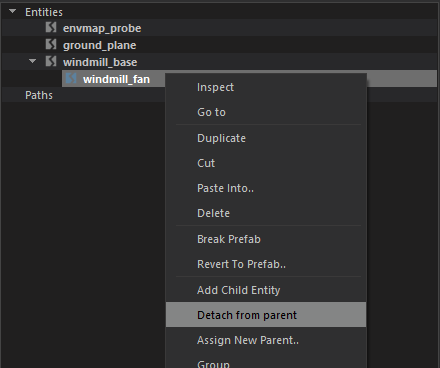 Entities
envmap_probe
ground_plane
windmill_base
windmill_fan
Paths
Inspect
Go to
Duplicate
Cut
Paste Into..
Delete
Break Prefab
Revert To Prefab..
Add Child Entity
Detach from parent
Assign New Parent..
Group